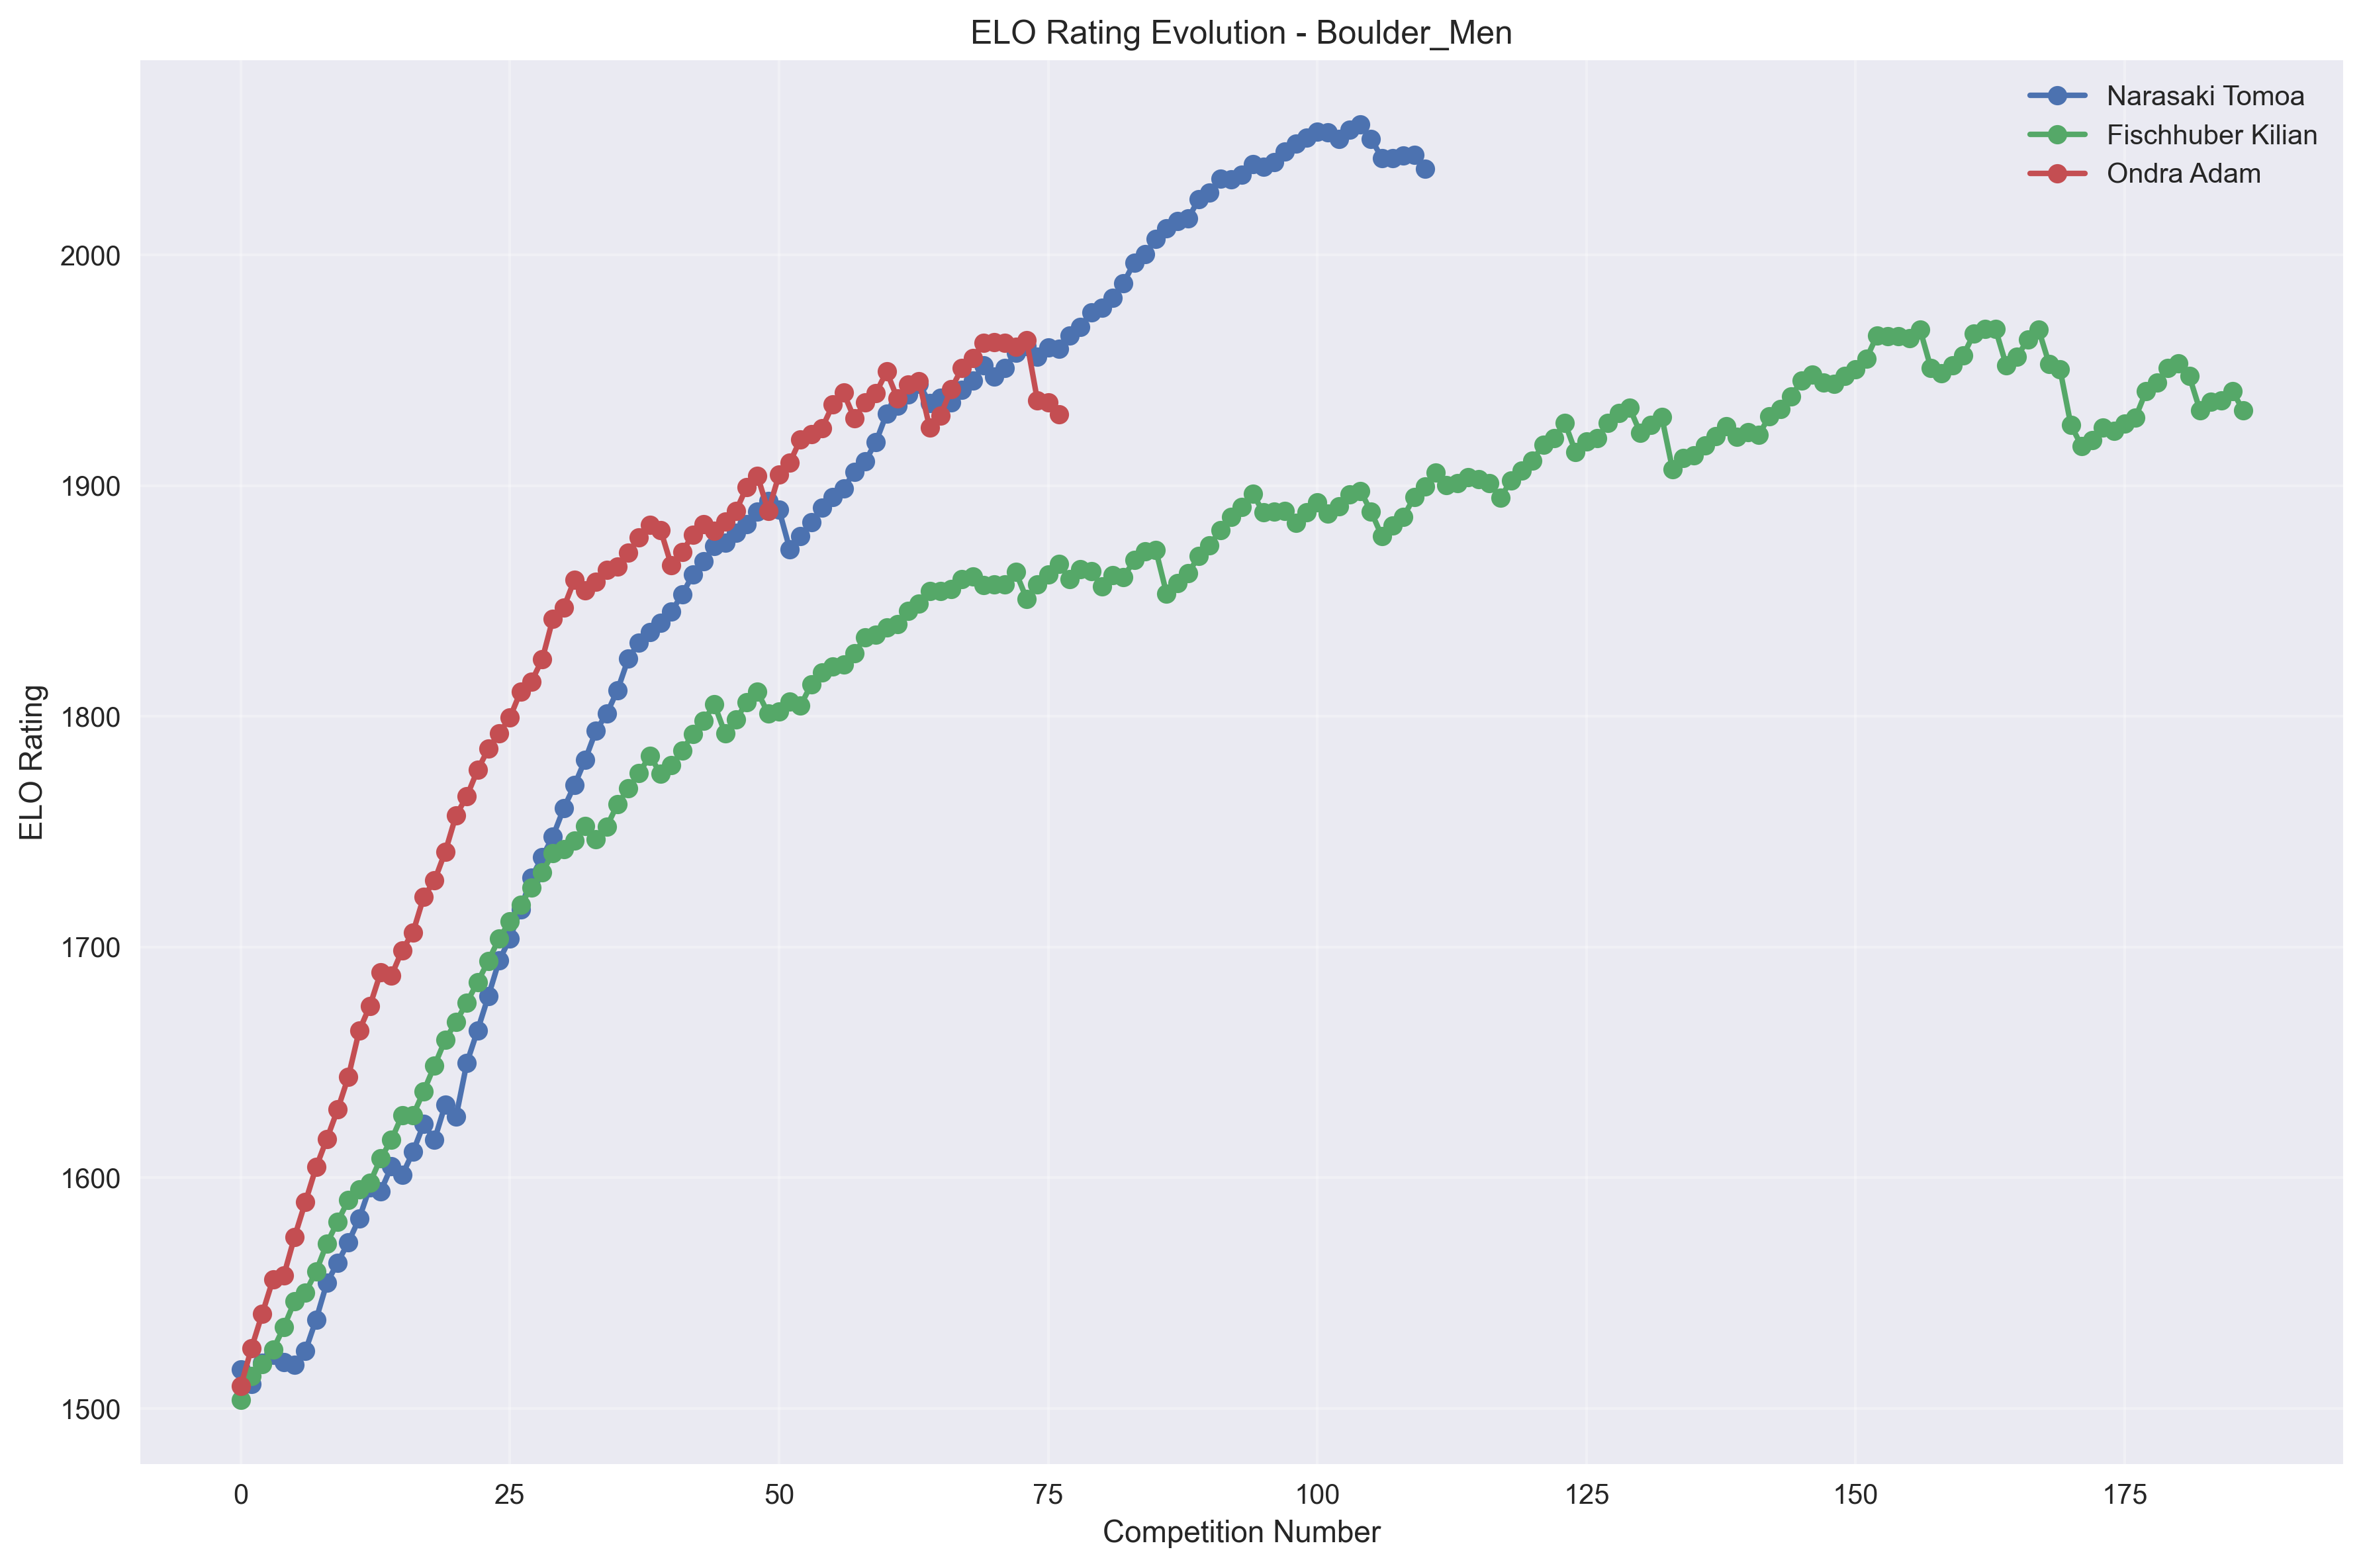 ELO Rating Evolution - Boulder_Men
Narasaki Tomoa
Fischhuber Kilian
Ondra Adam
ELO Rating
2000
1900
1800
1700
1600
1500
0 25 50 75 100 125 150 175
Competition Number